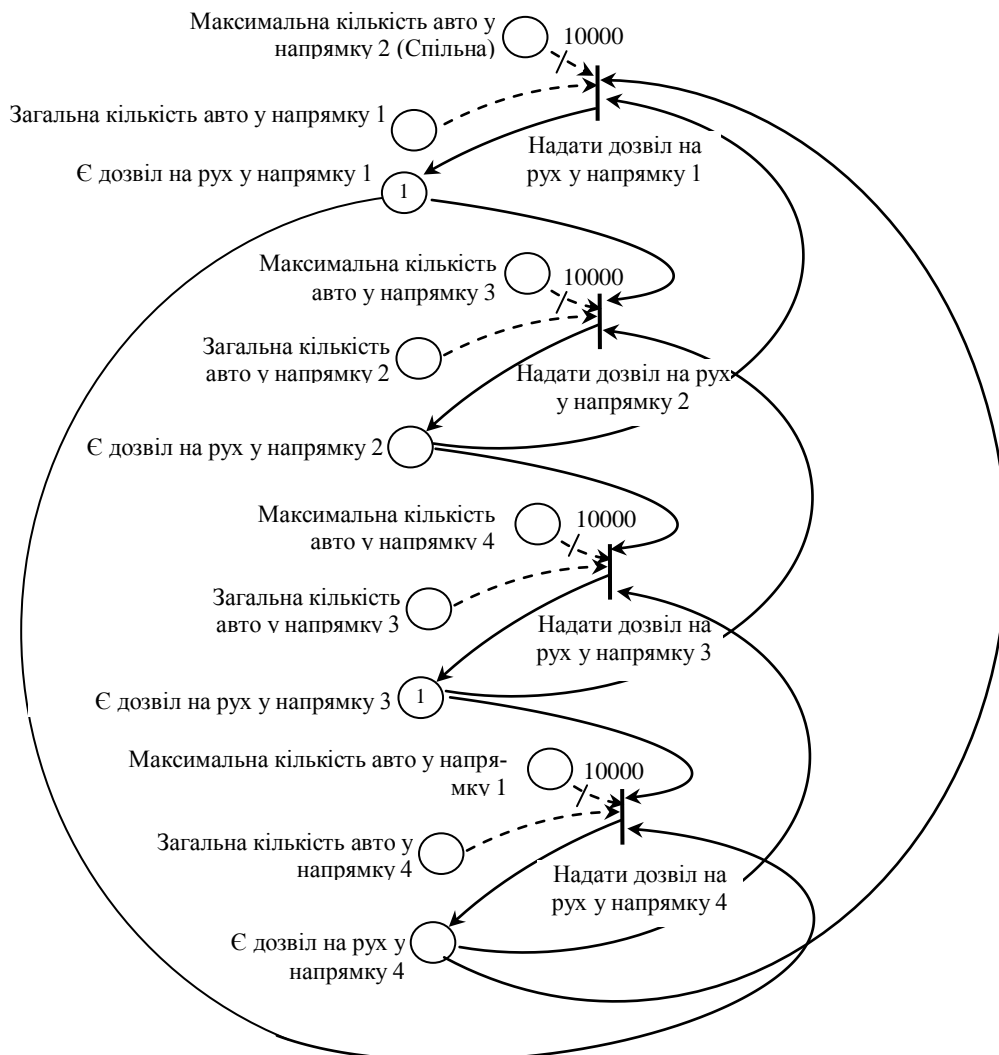 Максимальна кількість авто у
напрямку 2 (Спільна)
10000
Загальна кількість авто у напрямку 1
Надати дозвіл на
рух у напрямку 1
Є дозвіл на рух у напрямку 1
1
Максимальна кількість
авто у напрямку 3
10000
Загальна кількість
авто у напрямку 2
Надати дозвіл на рух
у напрямку 2
Є дозвіл на рух у напрямку 2
Максимальна кількість
авто у напрямку 4
10000
Загальна кількість
авто у напрямку 3
Надати дозвіл на
рух у напрямку 3
Є дозвіл на рух у напрямку 3
1
Максимальна кількість авто у напря-
мку 1
10000
Загальна кількість авто у
напрямку 4
Надати дозвіл на
рух у напрямку 4
Є дозвіл на рух у
напрямку 4